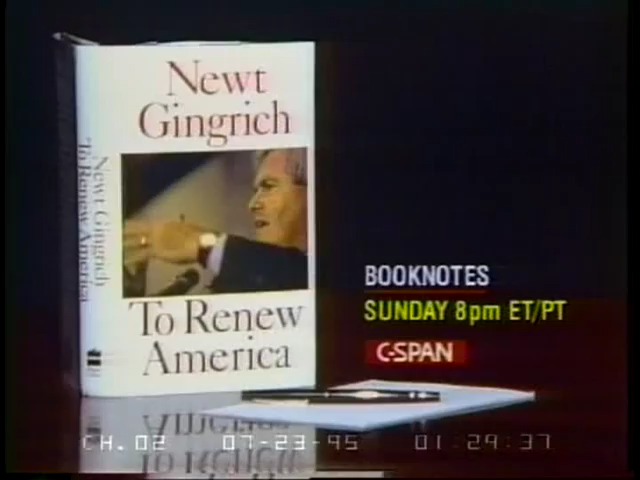 Newt
Gingrich
To Renew
America
Newt Gingrich
To Renew America
BOOKNOTES
SUNDAY 8pm ET/PT
C-SPAN
CH. 02 07-23-95 01:29:37